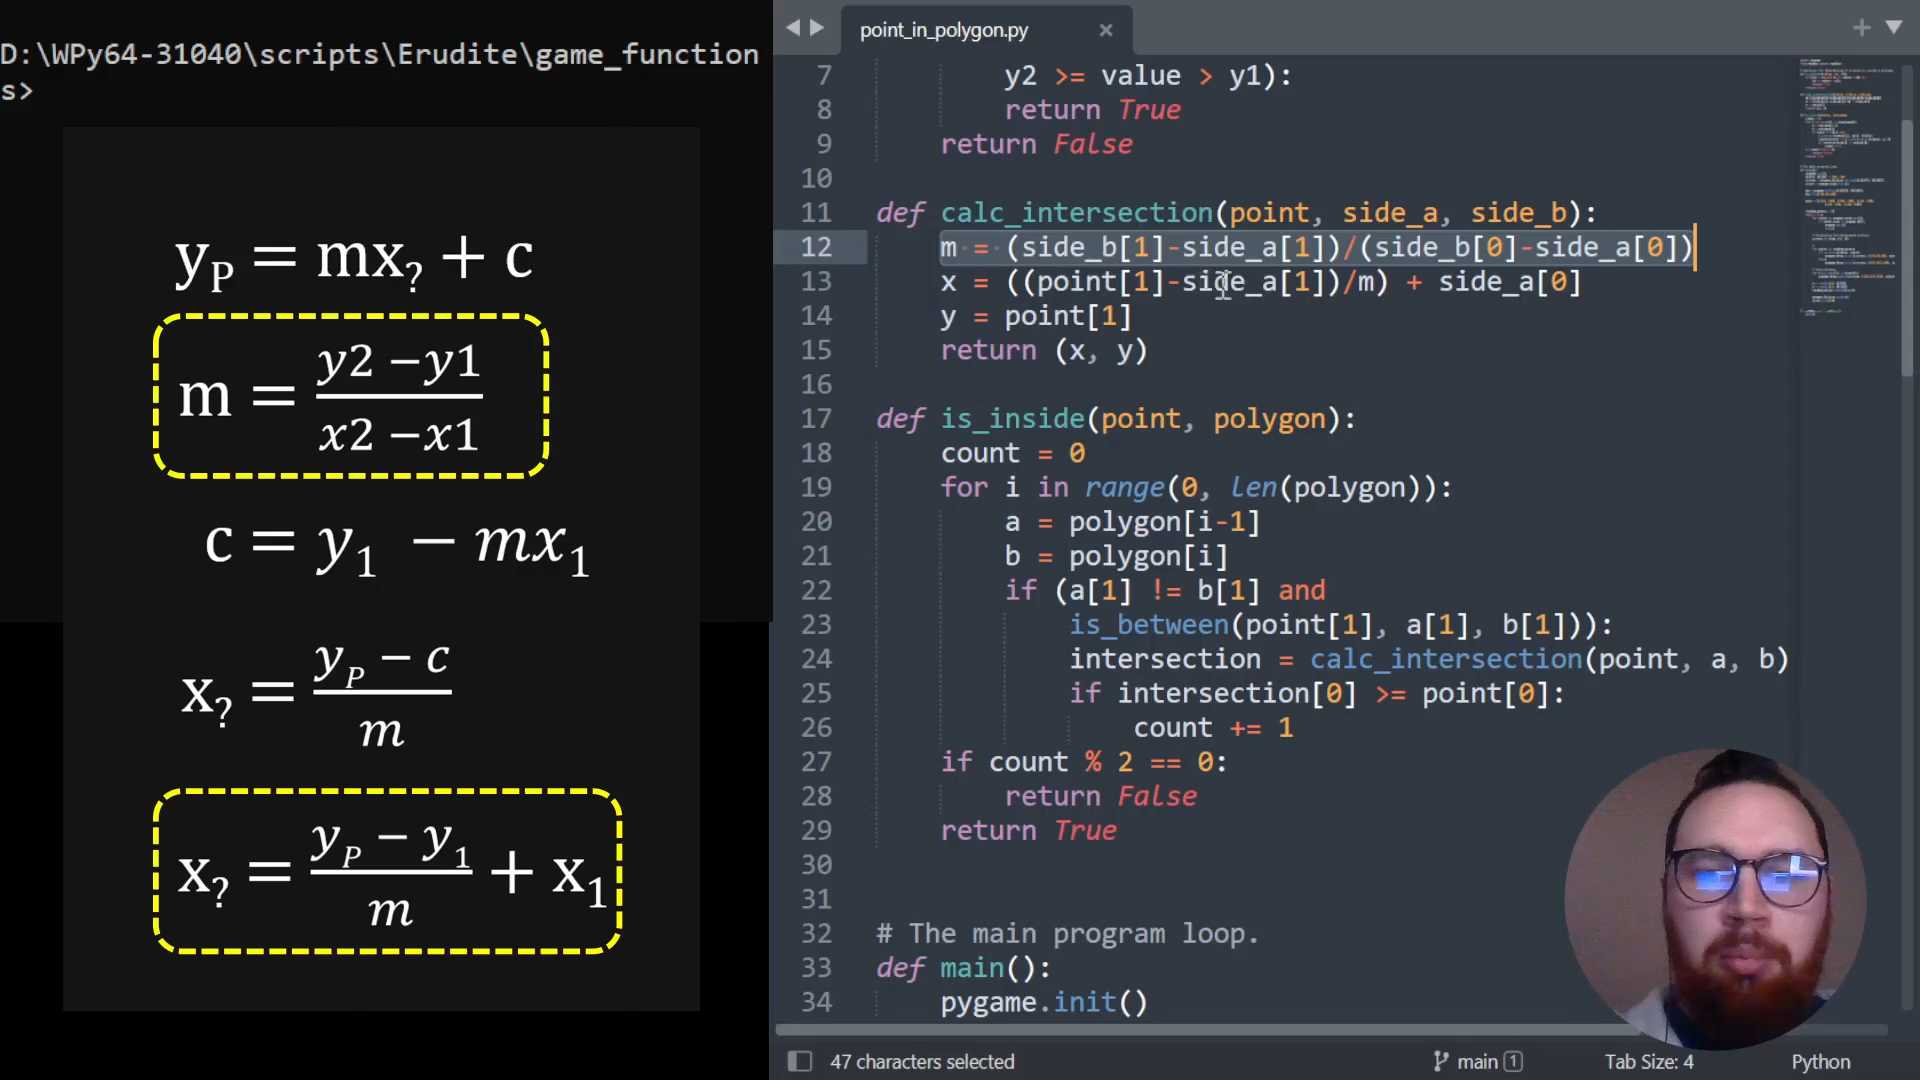 D:\WPy64-31040\scripts\Erudite\game_function
s>
yP = mx? + c
m = y2 −y1
x2 −x1
c = y1 − mx1
x? = yP − c
m
x? = yP − y1 + x1
m
point_in_polygon.py
7 y2 >= value > y1):
8 return True
9 return False
10
11 def calc_intersection(point, side_a, side_b):
12 m = (side_b[1]-side_a[1])/(side_b[0]-side_a[0])
13 x = ((point[1]-side_a[1])/m) + side_a[0]
14 y = point[1]
15 return (x, y)
16
17 def is_inside(point, polygon):
18 count = 0
19 for i in range(0, len(polygon)):
20 a = polygon[i-1]
21 b = polygon[i]
22 if (a[1] != b[1] and
23 is_between(point[1], a[1], b[1])):
24 intersection = calc_intersection(point, a, b)
25 if intersection[0] >= point[0]:
26 count += 1
27 if count % 2 == 0:
28 return False
29 return True
30
31
32 # The main program loop.
33 def main():
34 pygame.init()
47 characters selected
main 1
Tab Size: 4
Python